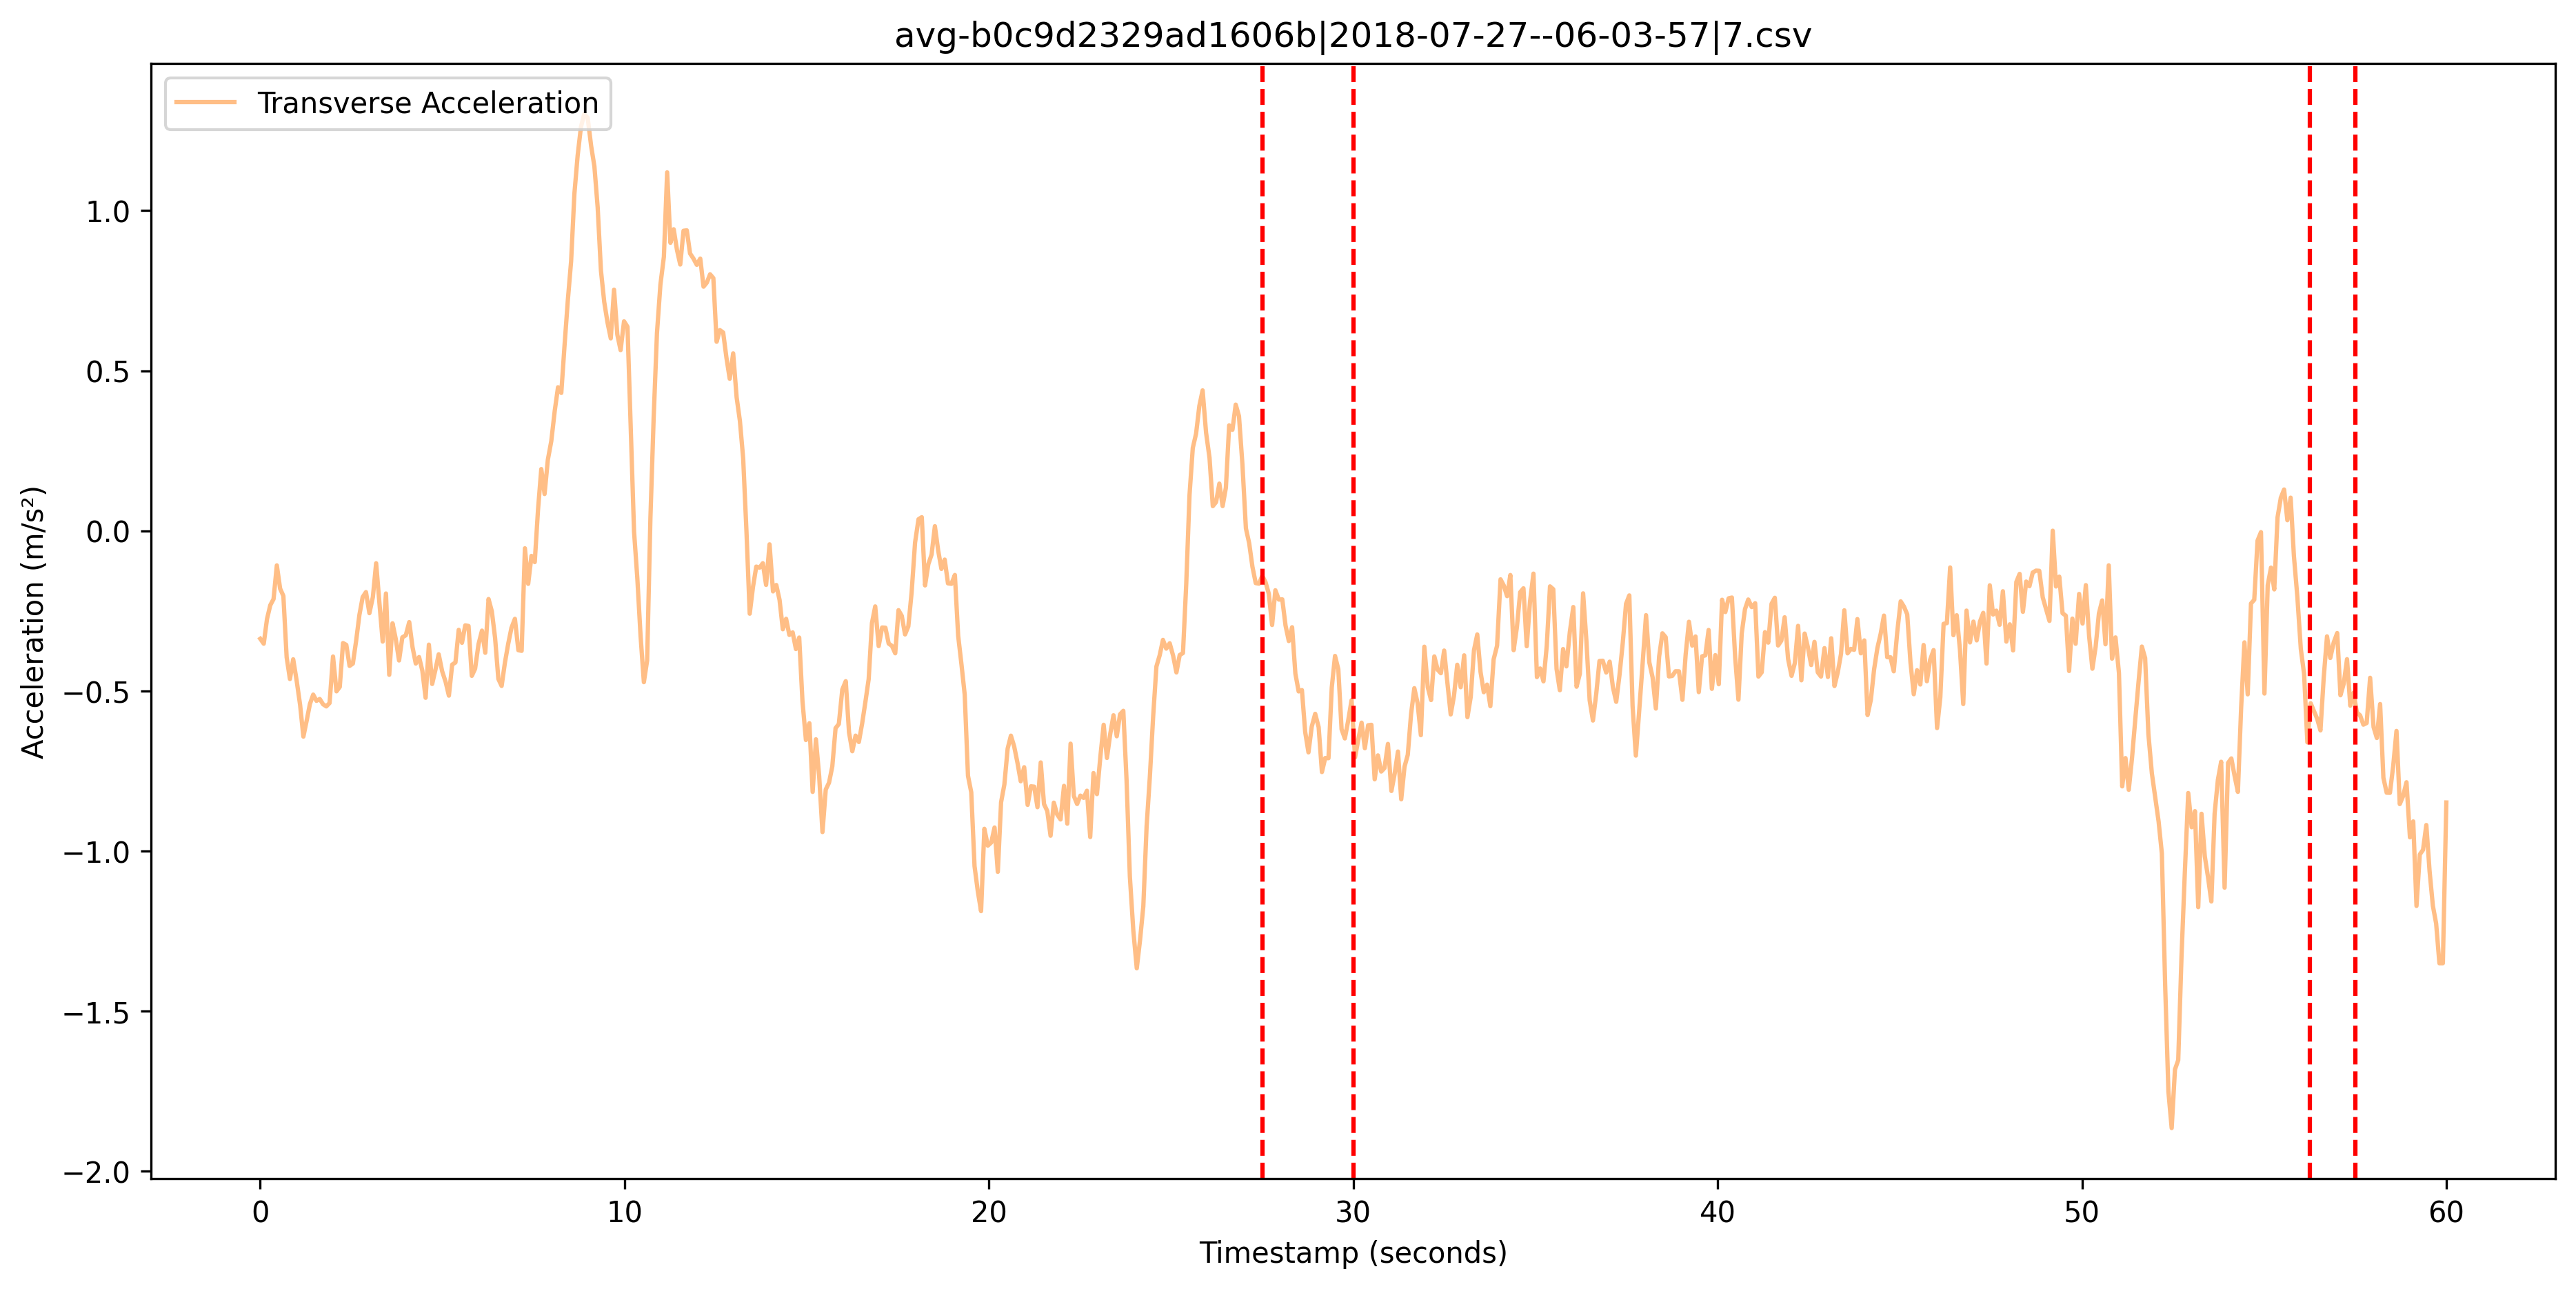 avg-b0c9d2329ad1606b|2018-07-27--06-03-57|7.csv
Transverse Acceleration
Acceleration (m/s²)
1.0
0.5
0.0
−0.5
−1.0
−1.5
−2.0
0 10 20 30 40 50 60
Timestamp (seconds)